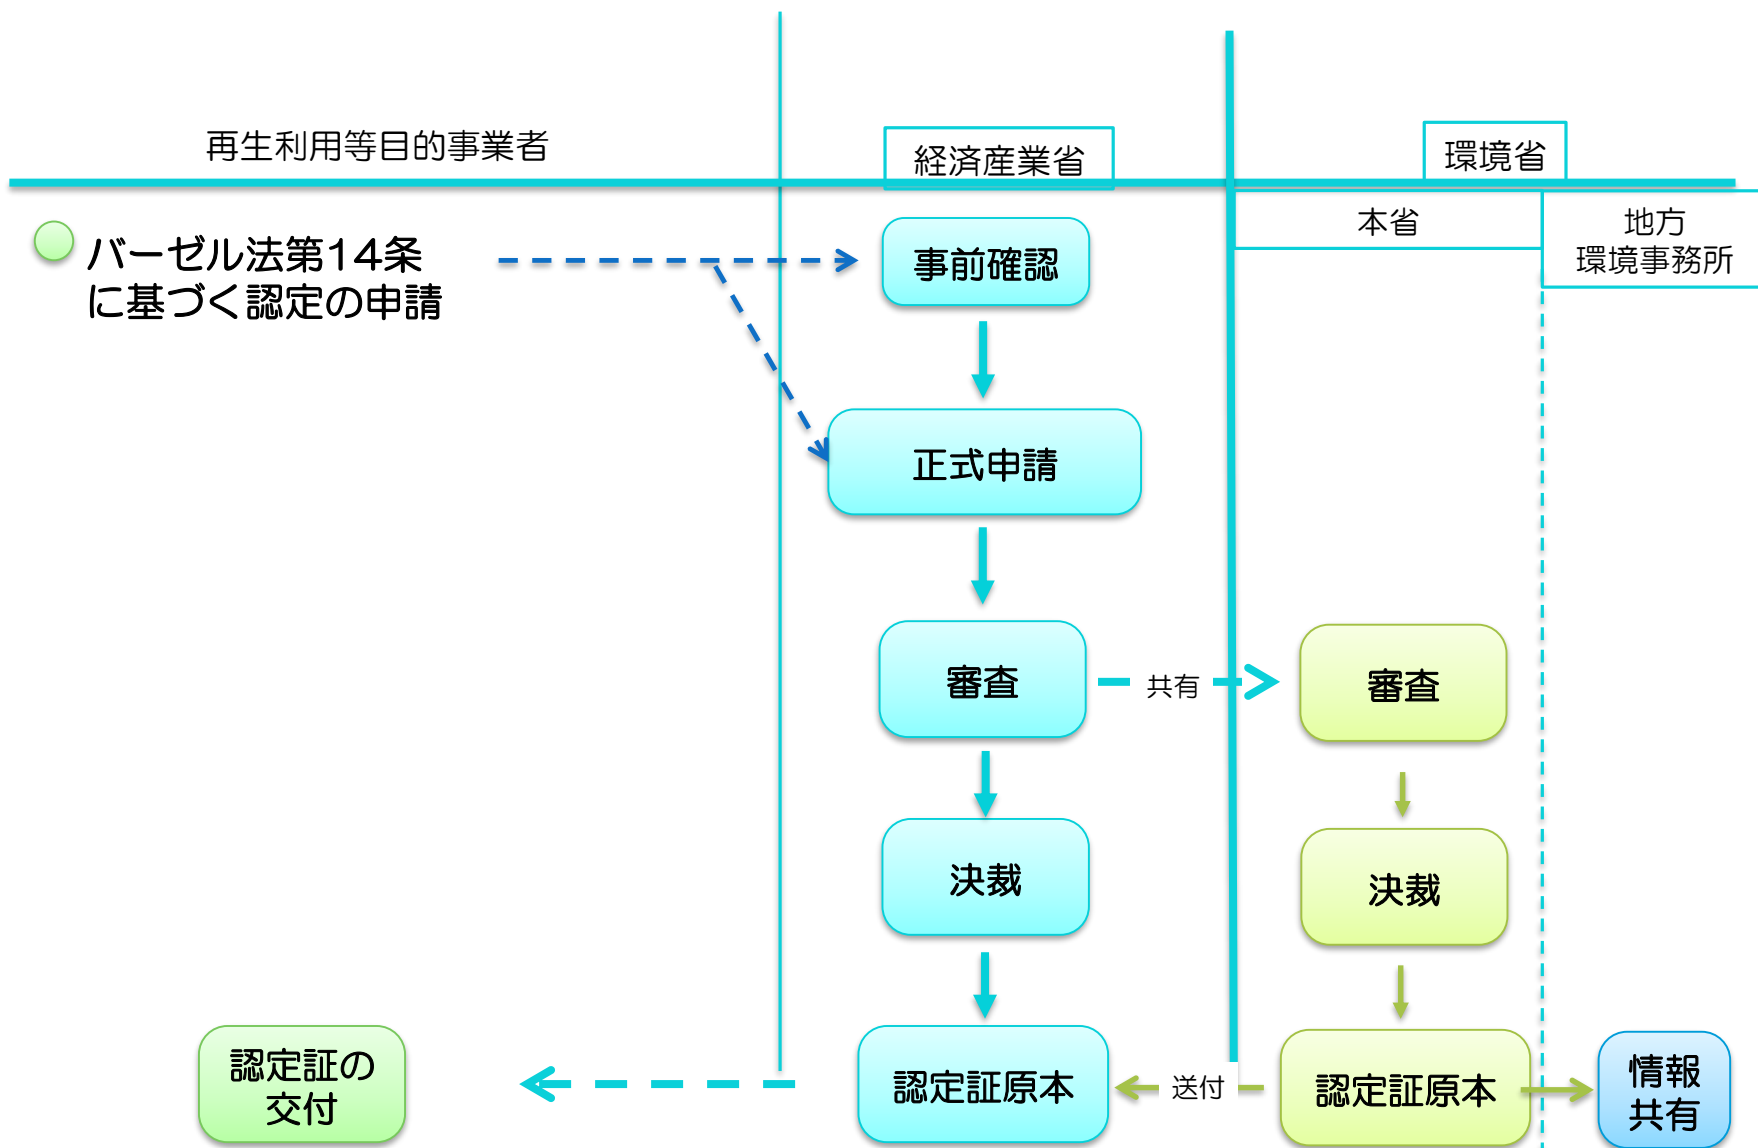 再生利用等目的事業者
経済産業省
環境省
本省
地方
環境事務所
バーゼル法第14条
に基づく認定の申請
事前確認
正式申請
審査
共有
審査
決裁
決裁
認定証の
交付
認定証原本
送付
認定証原本
情報
共有